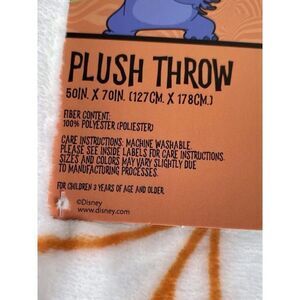 PLUSH THROW
50IN. X 70IN. (127CM. X 178CM.)
FIBER CONTENT:
100% POLYESTER (POLIESTER)
CARE INSTRUCTIONS: MACHINE WASHABLE.
PLEASE SEE INSIDE LABELS FOR CARE INSTRUCTIONS.
SIZES AND COLORS MAY VARY SLIGHTLY DUE
TO MANUFACTURING PROCESSES.
FOR CHILDREN 3 YEARS OF AGE AND OLDER.
©Disney
www.disney.com